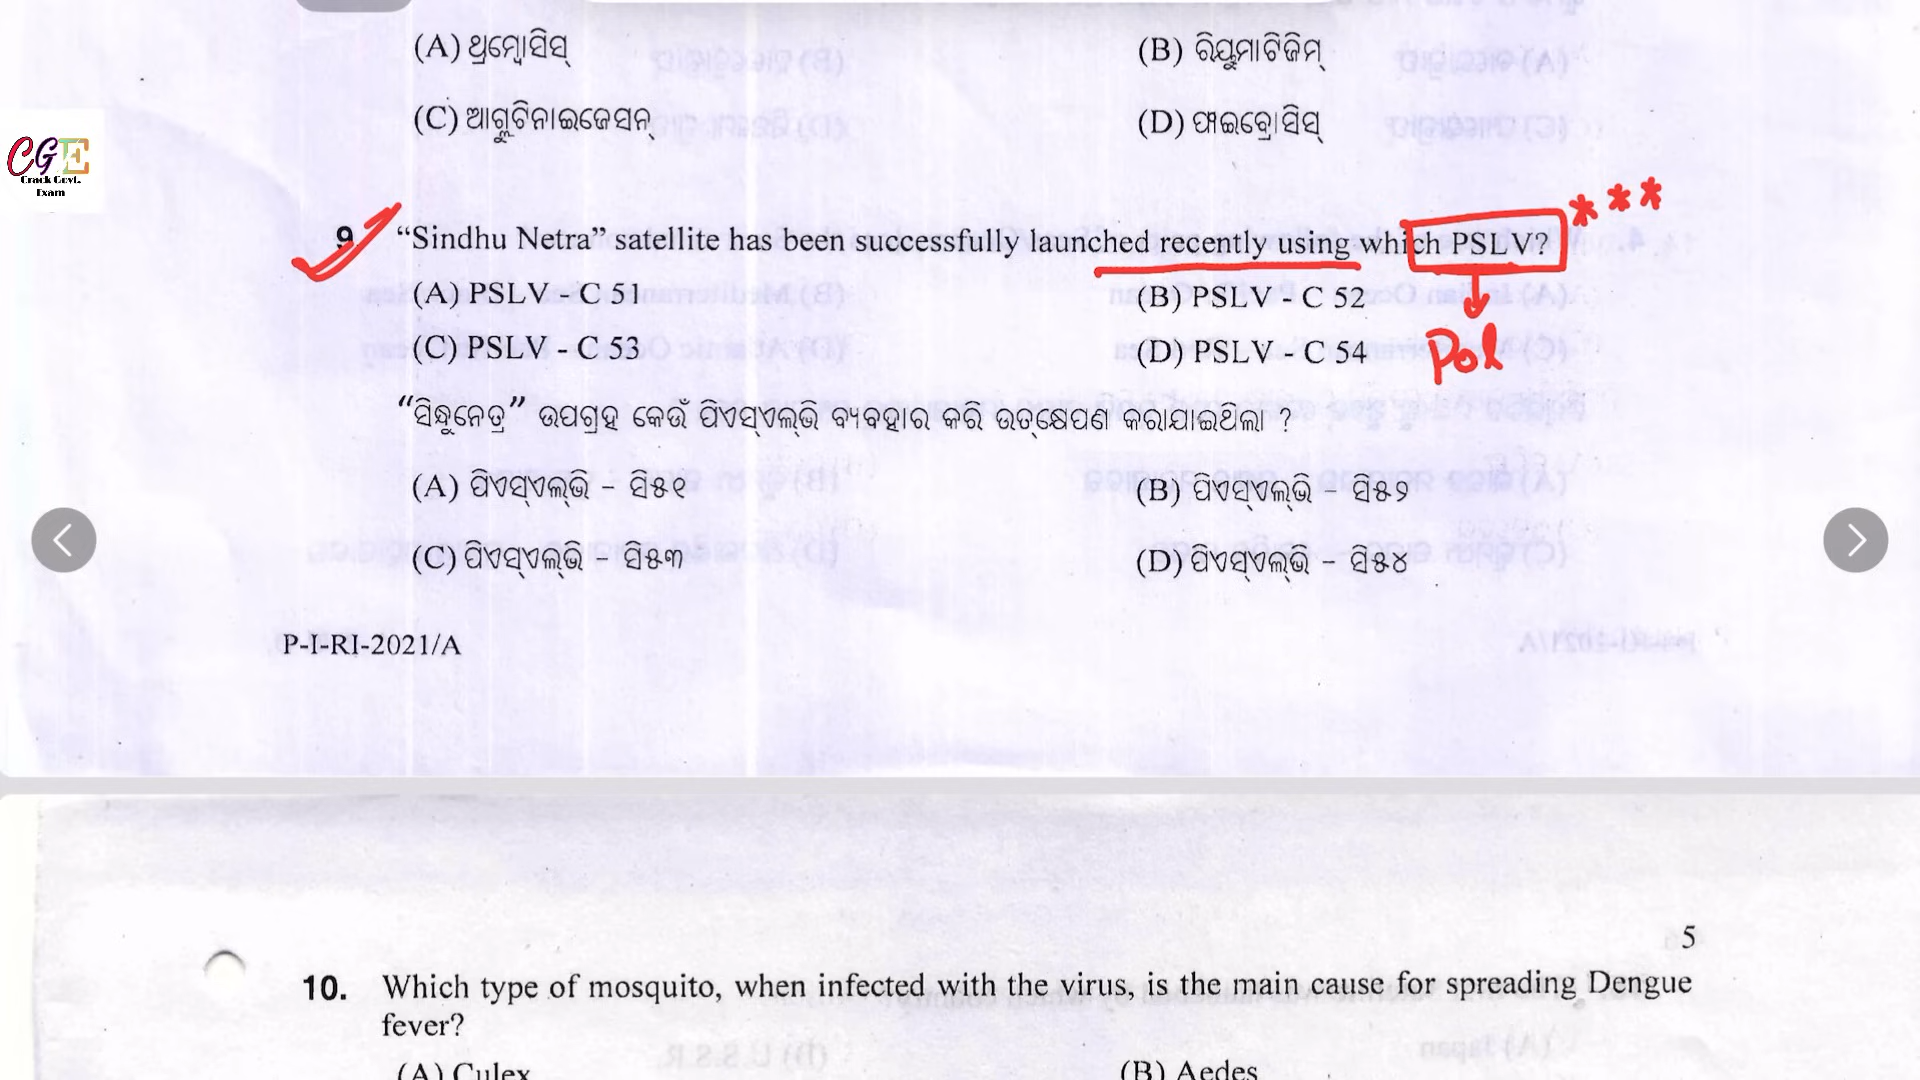 (A) ଥ୍ରମ୍ବୋସିସ୍ (B) ରିୟୁମାଟିଜିମ୍
(C) ଆଗ୍ଲୁଟିନାଇଜେସନ୍ (D) ଫାଇବ୍ରୋସିସ୍
CGE
Crack Govt.
Exam
***
9. “Sindhu Netra” satellite has been successfully launched recently using which PSLV?
(A) PSLV - C 51 (B) PSLV - C 52
(C) PSLV - C 53 (D) PSLV - C 54
Pol
“ସିନ୍ଧୁନେତ୍ର” ଉପଗ୍ରହ କେଉଁ ପିଏସ୍ଏଲ୍‌ଭି ବ୍ୟବହାର କରି ଉତ୍‌କ୍ଷେପଣ କରାଯାଇଥିଲା ?
(A) ପିଏସ୍ଏଲ୍‌ଭି – ସି୫୧ (B) ପିଏସ୍ଏଲ୍‌ଭି – ସି୫୨
(C) ପିଏସ୍ଏଲ୍‌ଭି – ସି୫୩ (D) ପିଏସ୍ଏଲ୍‌ଭି – ସି୫୪
P-I-RI-2021/A
5
10. Which type of mosquito, when infected with the virus, is the main cause for spreading Dengue
fever?
(A) Culex (B) Aedes